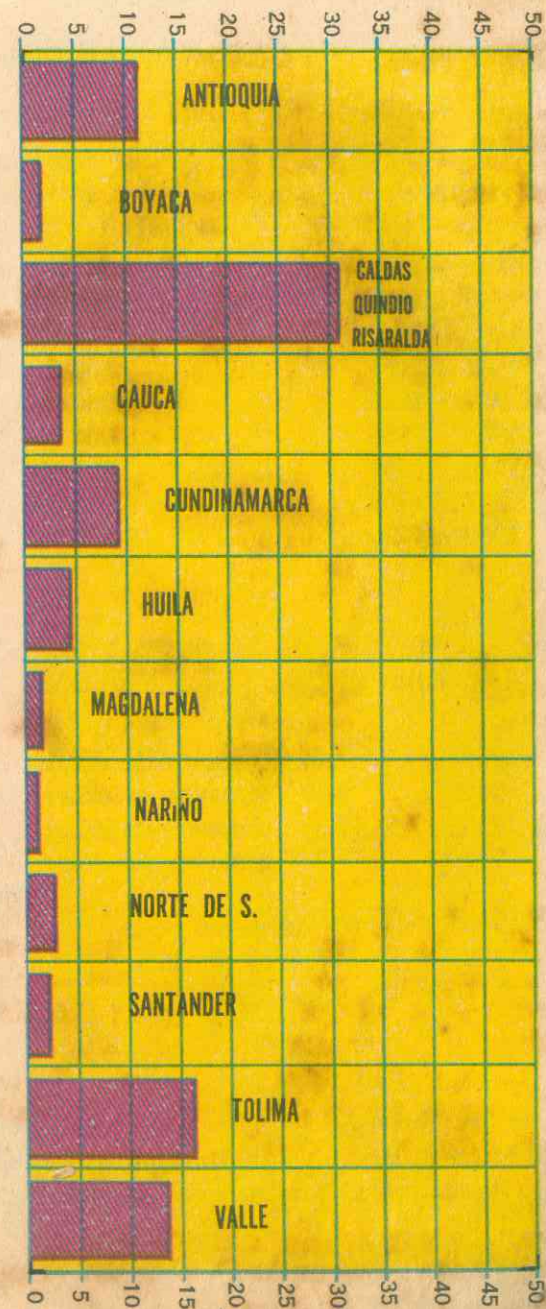 0 5 10 15 20 25 30 35 40 45 50
ANTIOQUIA
BOYACA
CALDAS
QUINDIO
RISARALDA
CAUCA
CUNDINAMARCA
HUILA
MAGDALENA
NARIÑO
NORTE DE S.
SANTANDER
TOLIMA
VALLE
0 5 10 15 20 25 30 35 40 45 50